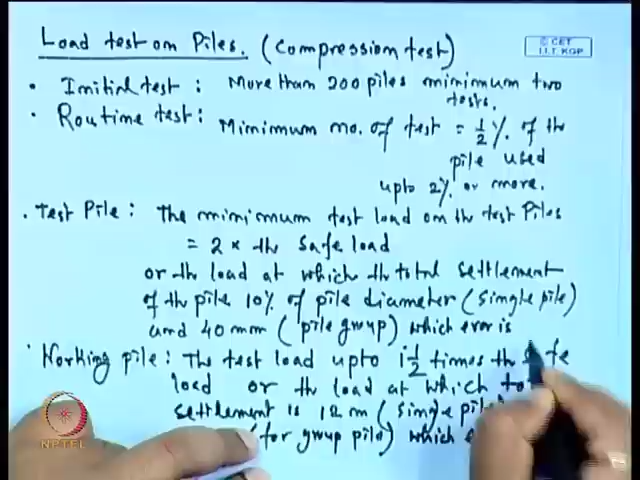 Load test on Piles. (Compression test)
© CET
I.I.T. KGP
• Initial test : More than 200 piles minimum two
tests.
• Routine test : Minimum no. of test = 1/2 %. of the
pile used
upto 2% or more.
. Test Pile : The minimum test load on the test Piles
= 2 × the safe load
or the load at which the total settlement
of the pile 10% of pile diameter (single pile)
and 40 mm (pile group) which ever is
. Working pile : The test load upto 1 1/2 times the safe
load or the load at which
settlement is 12 m (single pile
(for group pile) which
NPTEL